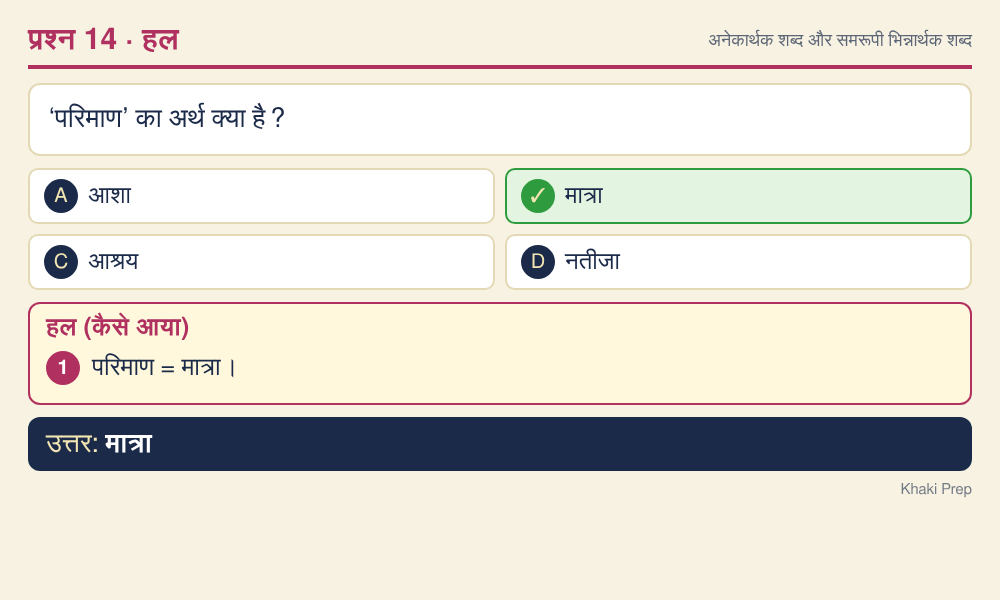 प्रश्न 14 · हल
अनेकार्थक शब्द और समरूपी भिन्नार्थक शब्द
‘परिमाण’ का अर्थ क्या है ?
A आशा
✓ मात्रा
C आश्रय
D नतीजा
हल (कैसे आया)
1 परिमाण = मात्रा ।
उत्तर: मात्रा
Khaki Prep